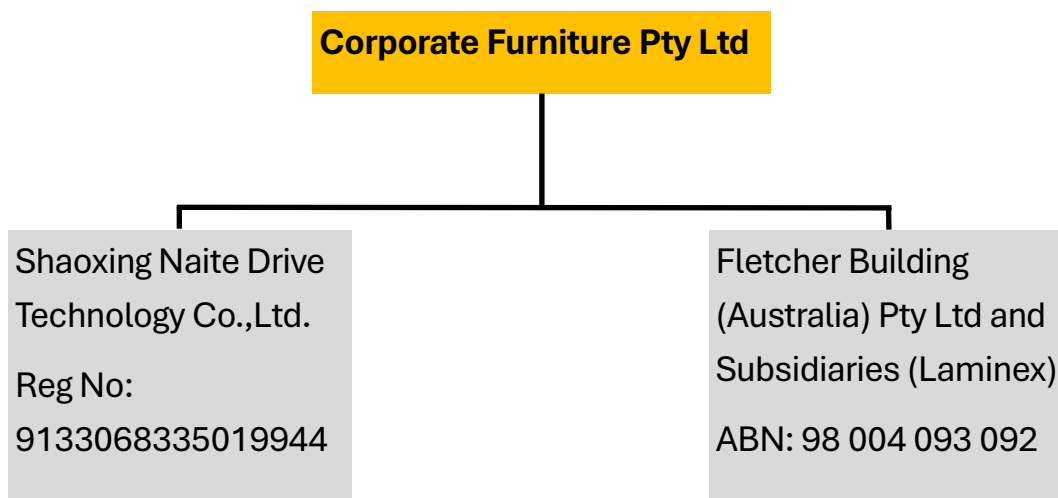 Corporate Furniture Pty Ltd
Shaoxing Naite Drive
Technology Co.,Ltd.
Reg No:
9133068335019944
Fletcher Building
(Australia) Pty Ltd and
Subsidiaries (Laminex)
ABN: 98 004 093 092